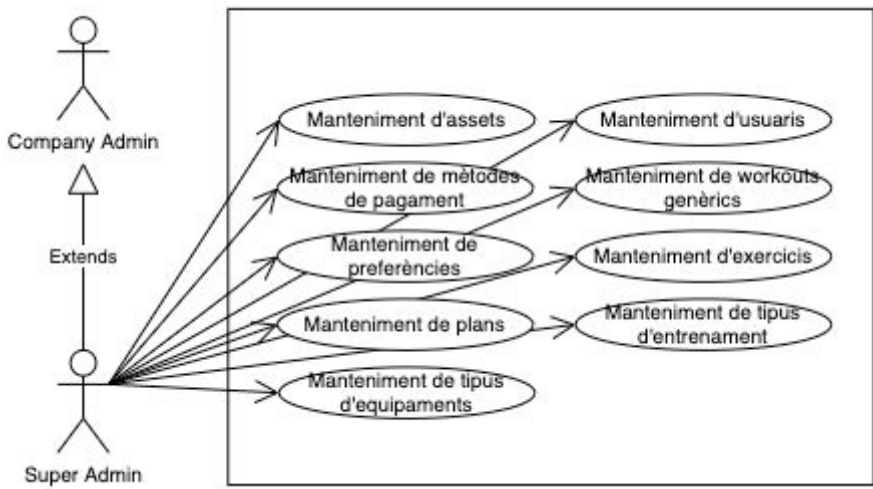 Company Admin
Extends
Super Admin
Manteniment d'assets
Manteniment de mètodes
de pagament
Manteniment de
preferències
Manteniment de plans
Manteniment de tipus
d'equipaments
Manteniment d'usuaris
Manteniment de workouts
genèrics
Manteniment d'exercicis
Manteniment de tipus
d'entrenament